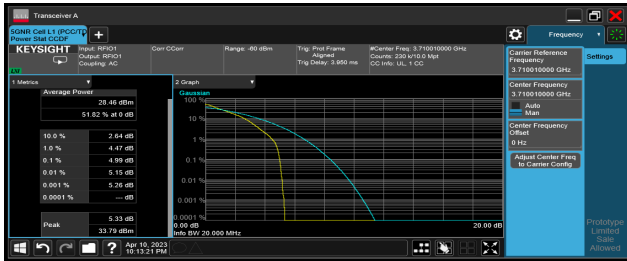 Transceiver A
5GNR Cell L1 (PCC/T)
Power Stat CCDF
Frequency
KEYSIGHT
LV
Input: RFIO1
Output: RFIO1
Coupling: AC
Corr CCorr
Range: -60 dBm
Trig: Prot Frame
Aligned
Trig Delay: 3.950 ms
#Center Freq: 3.710010000 GHz
Counts: 230 k/10.0 Mpt
CC Info: UL, 1 CC
1 Metrics
Average Power
28.46 dBm
51.82 % at 0 dB
10.0 % 2.64 dB
1.0 % 4.47 dB
0.1 % 4.99 dB
0.01 % 5.15 dB
0.001 % 5.26 dB
0.0001 % --- dB
Peak
5.33 dB
33.79 dBm
2 Graph
Gaussian
100 %
10 %
1 %
0.1 %
0.01 %
0.001 %
0.0001 %
0.00 dB
20.00 dB
Info BW 20.000 MHz
Carrier Reference
Frequency
3.710010000 GHz
Center Frequency
3.710010000 GHz
Auto
Man
Center Frequency
Offset
0 Hz
Adjust Center Freq
to Carrier Config
Settings
Prototype
Limited
Sale
Allowed
?
Apr 10, 2023
10:13:21 PM